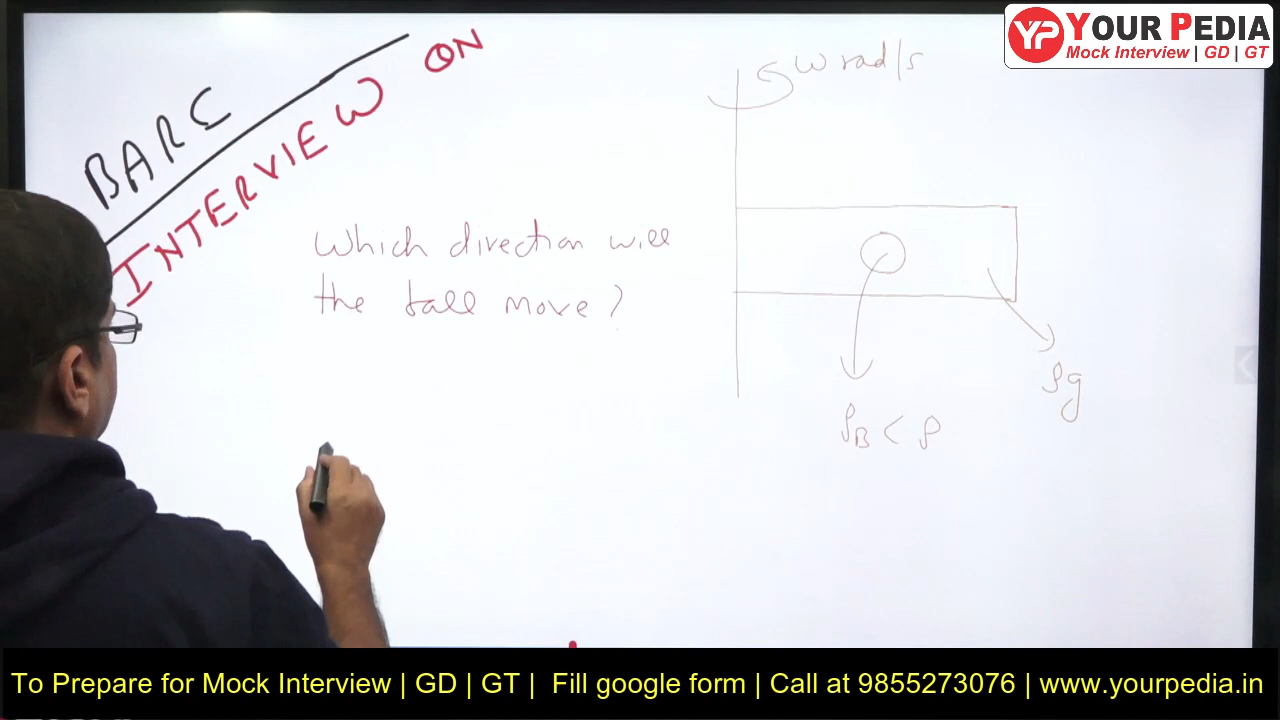 YP YOUR PEDIA
Mock Interview | GD | GT
BARC
INTERVIEW ON
ω rad/s
Which direction will
the ball move?
ρg
ρB < ρ
To Prepare for Mock Interview | GD | GT | Fill google form | Call at 9855273076 | www.yourpedia.in